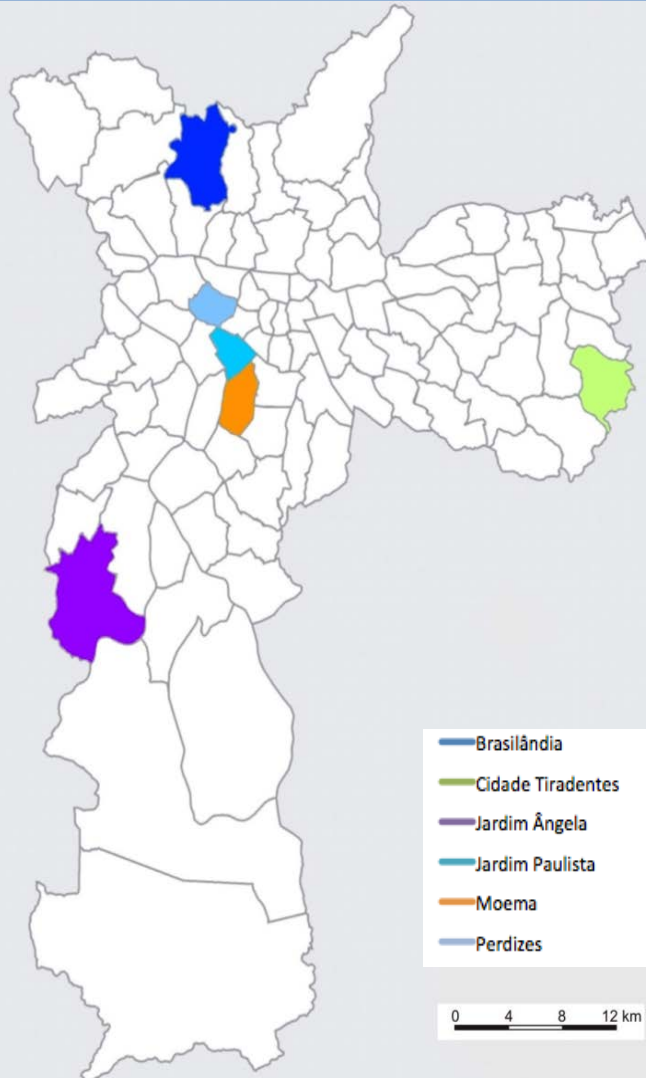 Brasilândia
Cidade Tiradentes
Jardim Ângela
Jardim Paulista
Moema
Perdizes
0 4 8 12 km